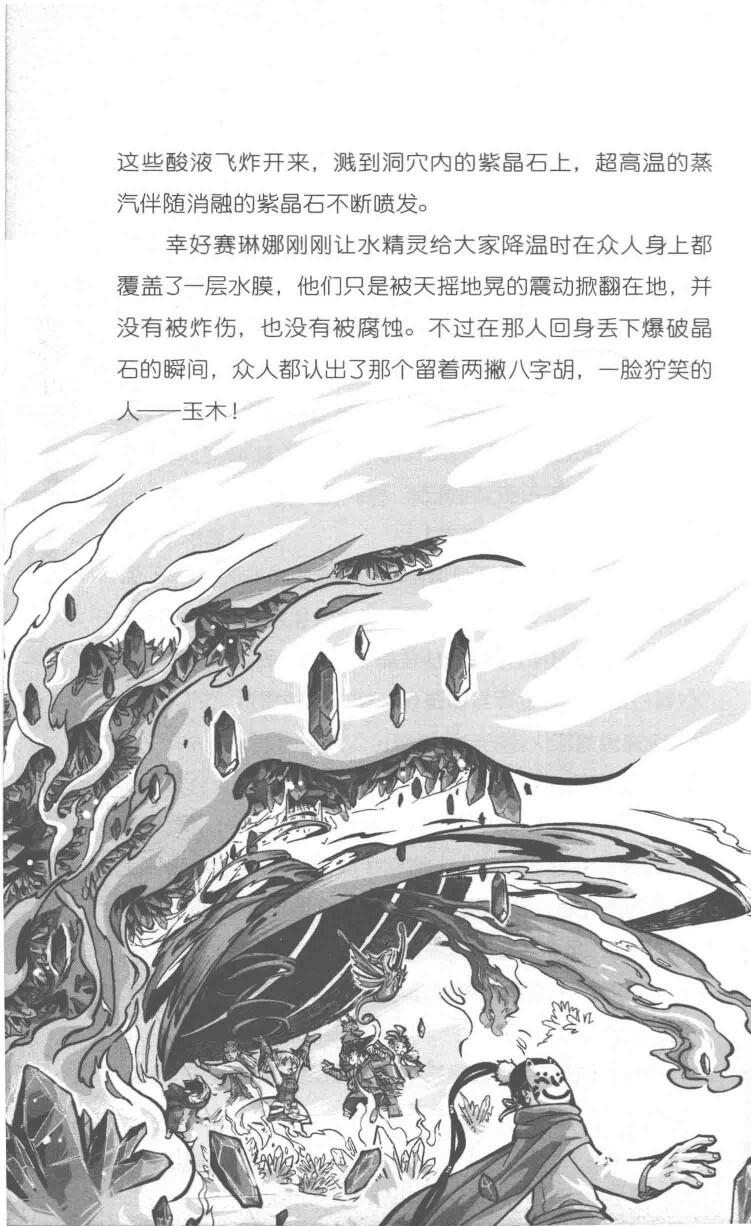 这些酸液飞炸开来，溅到洞穴内的紫晶石上，超高温的蒸
汽伴随消融的紫晶石不断喷发。
幸好赛琳娜刚刚让水精灵给大家降温时在众人身上都
覆盖了一层水膜，他们只是被天摇地晃的震动掀翻在地，并
没有被炸伤，也没有被腐蚀。不过在那人回身丢下爆破晶
石的瞬间，众人都认出了那个留着两撇八字胡，一脸狞笑的
人——玉木！